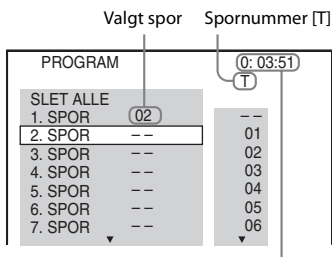 Valgt spor Spornummer [T]
PROGRAM 0: 03:51
T
SLET ALLE
1. SPOR 02 – –
2. SPOR – – 01
3. SPOR – – 02
4. SPOR – – 03
5. SPOR – – 04
6. SPOR – – 05
7. SPOR – – 06